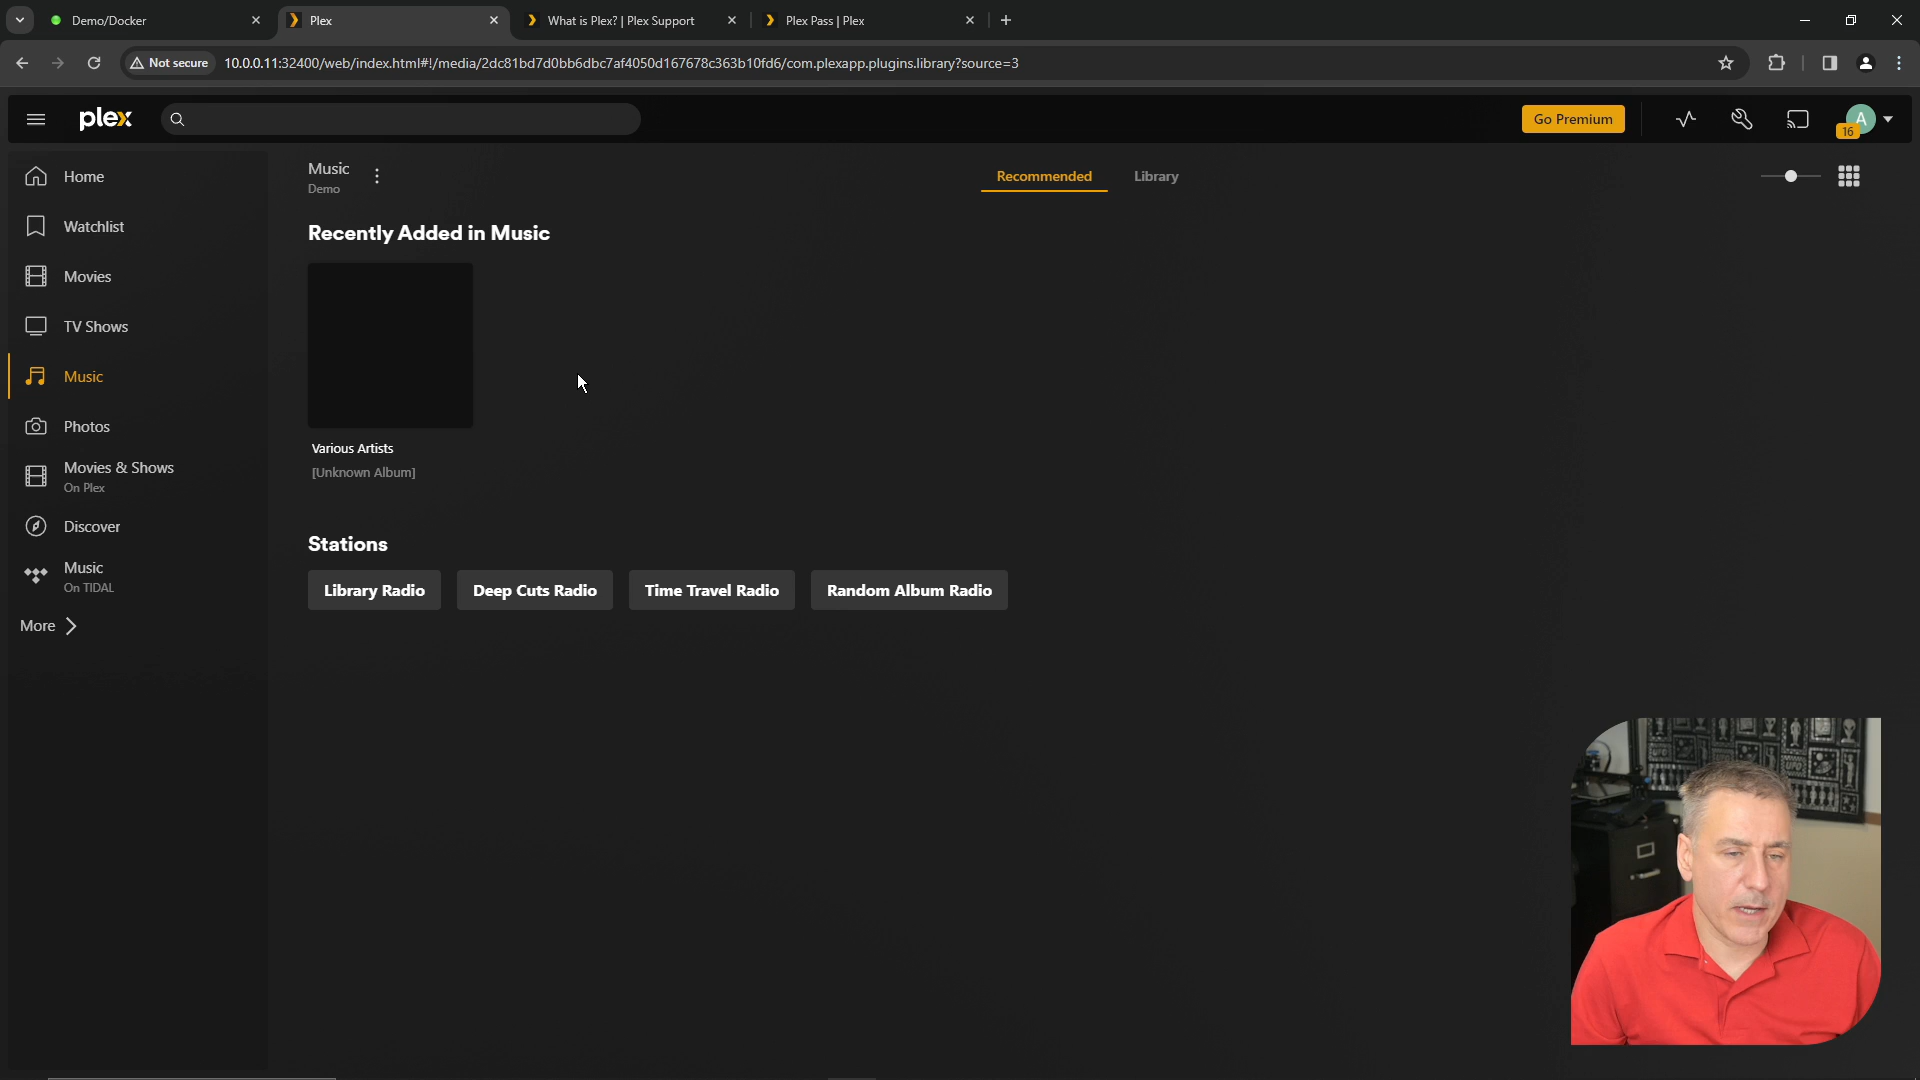 Demo/Docker
Plex
What is Plex? | Plex Support
Plex Pass | Plex
Not secure
10.0.0.11:32400/web/index.html#!/media/2dc81bd7d0bb6dbc7af4050d167678c363b10fd6/com.plexapp.plugins.library?source=3
plex
Go Premium
A
16
Home
Watchlist
Movies
TV Shows
Music
Photos
Movies & Shows
On Plex
Discover
Music
On TIDAL
More
Music
Demo
Recommended
Library
Recently Added in Music
Various Artists
[Unknown Album]
Stations
Library Radio
Deep Cuts Radio
Time Travel Radio
Random Album Radio
UFO